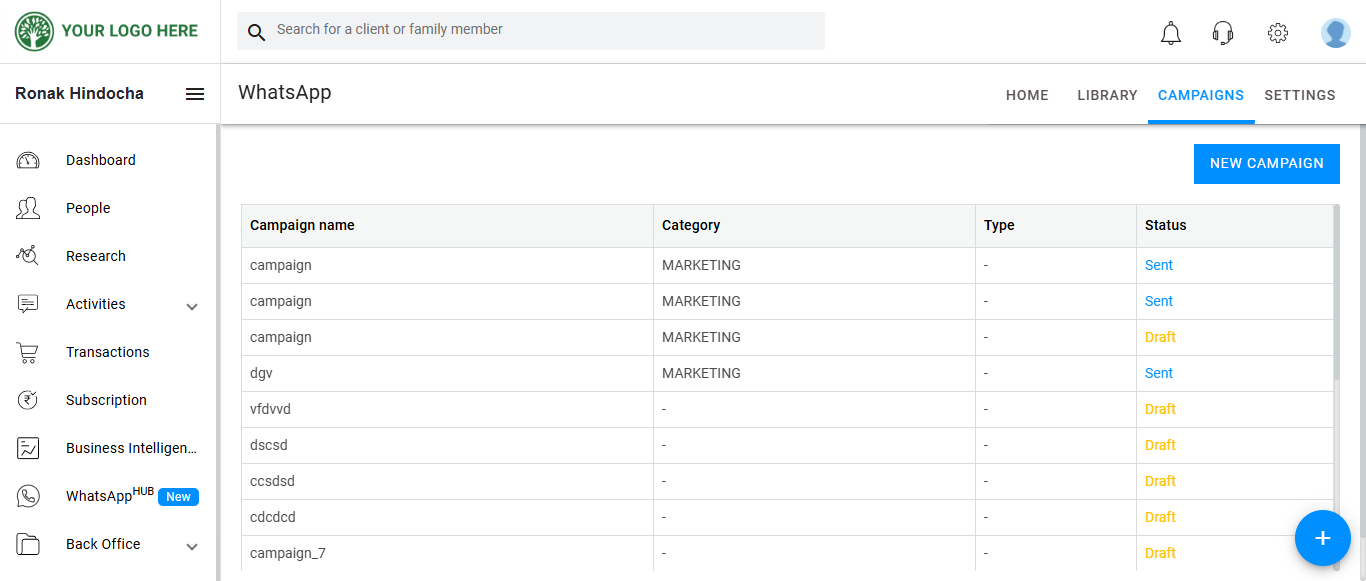 YOUR LOGO HERE
Search for a client or family member
Ronak Hindocha
WhatsApp
HOME LIBRARY CAMPAIGNS SETTINGS
Dashboard
People
Research
Activities
Transactions
Subscription
Business Intelligen...
WhatsAppHUB New
Back Office
NEW CAMPAIGN
Campaign name Category Type Status
campaign MARKETING - Sent
campaign MARKETING - Sent
campaign MARKETING - Draft
dgv MARKETING - Sent
vfdvvd - - Draft
dscsd - - Draft
ccsdsd - - Draft
cdcdcd - - Draft
campaign_7 - - Draft